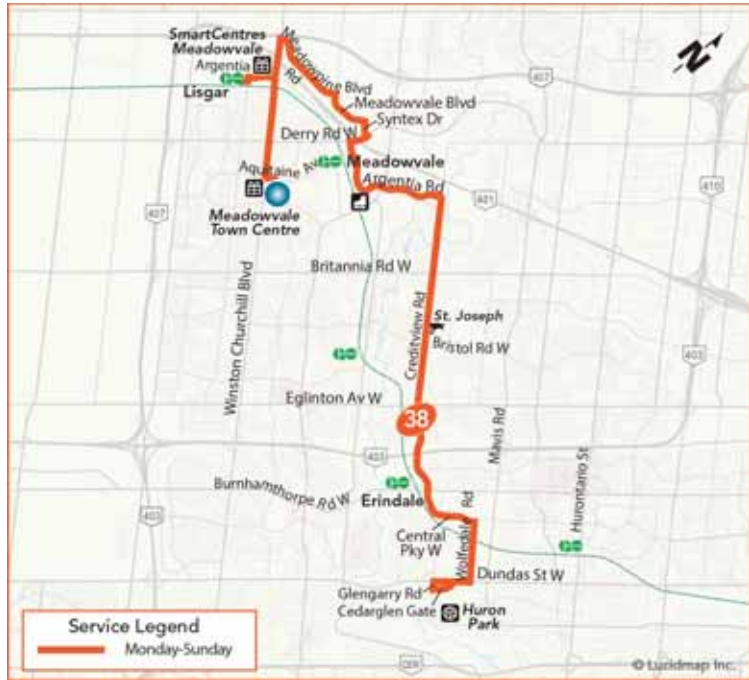 SmartCentres
Meadowvale
Argentia
Rd
Lisgar
Meadowpine Blvd
Meadowvale Blvd
Syntex Dr
Derry Rd W
407
N
Aquitaine Av
Meadowvale
Argentia Rd
401
410
407
Meadowvale
Town Centre
Britannia Rd W
Winston Churchill Blvd
Creditview Rd
St. Joseph
Bristol Rd W
403
Eglinton Av W
38
Mavis Rd
403
Hurontario St
Burnhamthorpe Rd W
Erindale
Central
Pky W
Wolfedale Rd
Dundas St W
Glengarry Rd
Cedarglen Gate
Huron
Park
Service Legend
Monday-Sunday
QEW
© Lucidmap Inc.